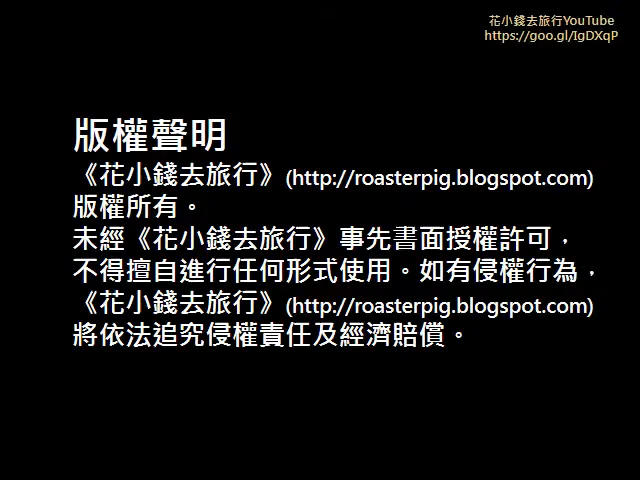 花小錢去旅行YouTube
https://goo.gl/IgDXqP
版權聲明
《花小錢去旅行》(http://roasterpig.blogspot.com)
版權所有。
未經《花小錢去旅行》事先書面授權許可，
不得擅自進行任何形式使用。如有侵權行為，
《花小錢去旅行》(http://roasterpig.blogspot.com)
將依法追究侵權責任及經濟賠償。